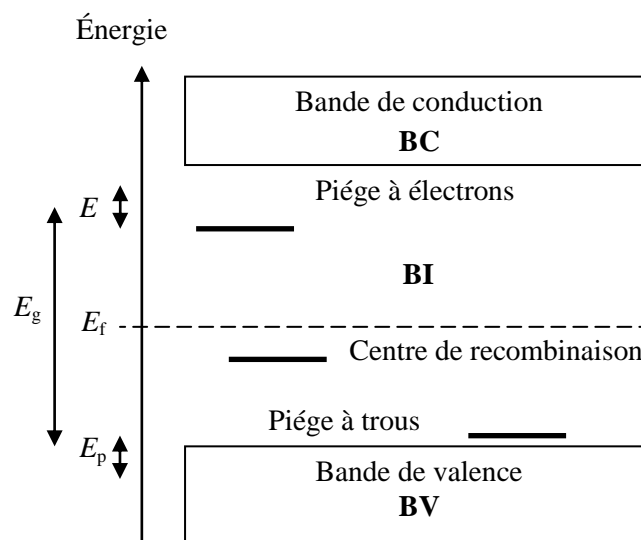 Énergie
Bande de conduction
BC
Piége à électrons
E
BI
Eg
Ef
Centre de recombinaison
Piége à trous
Ep
Bande de valence
BV